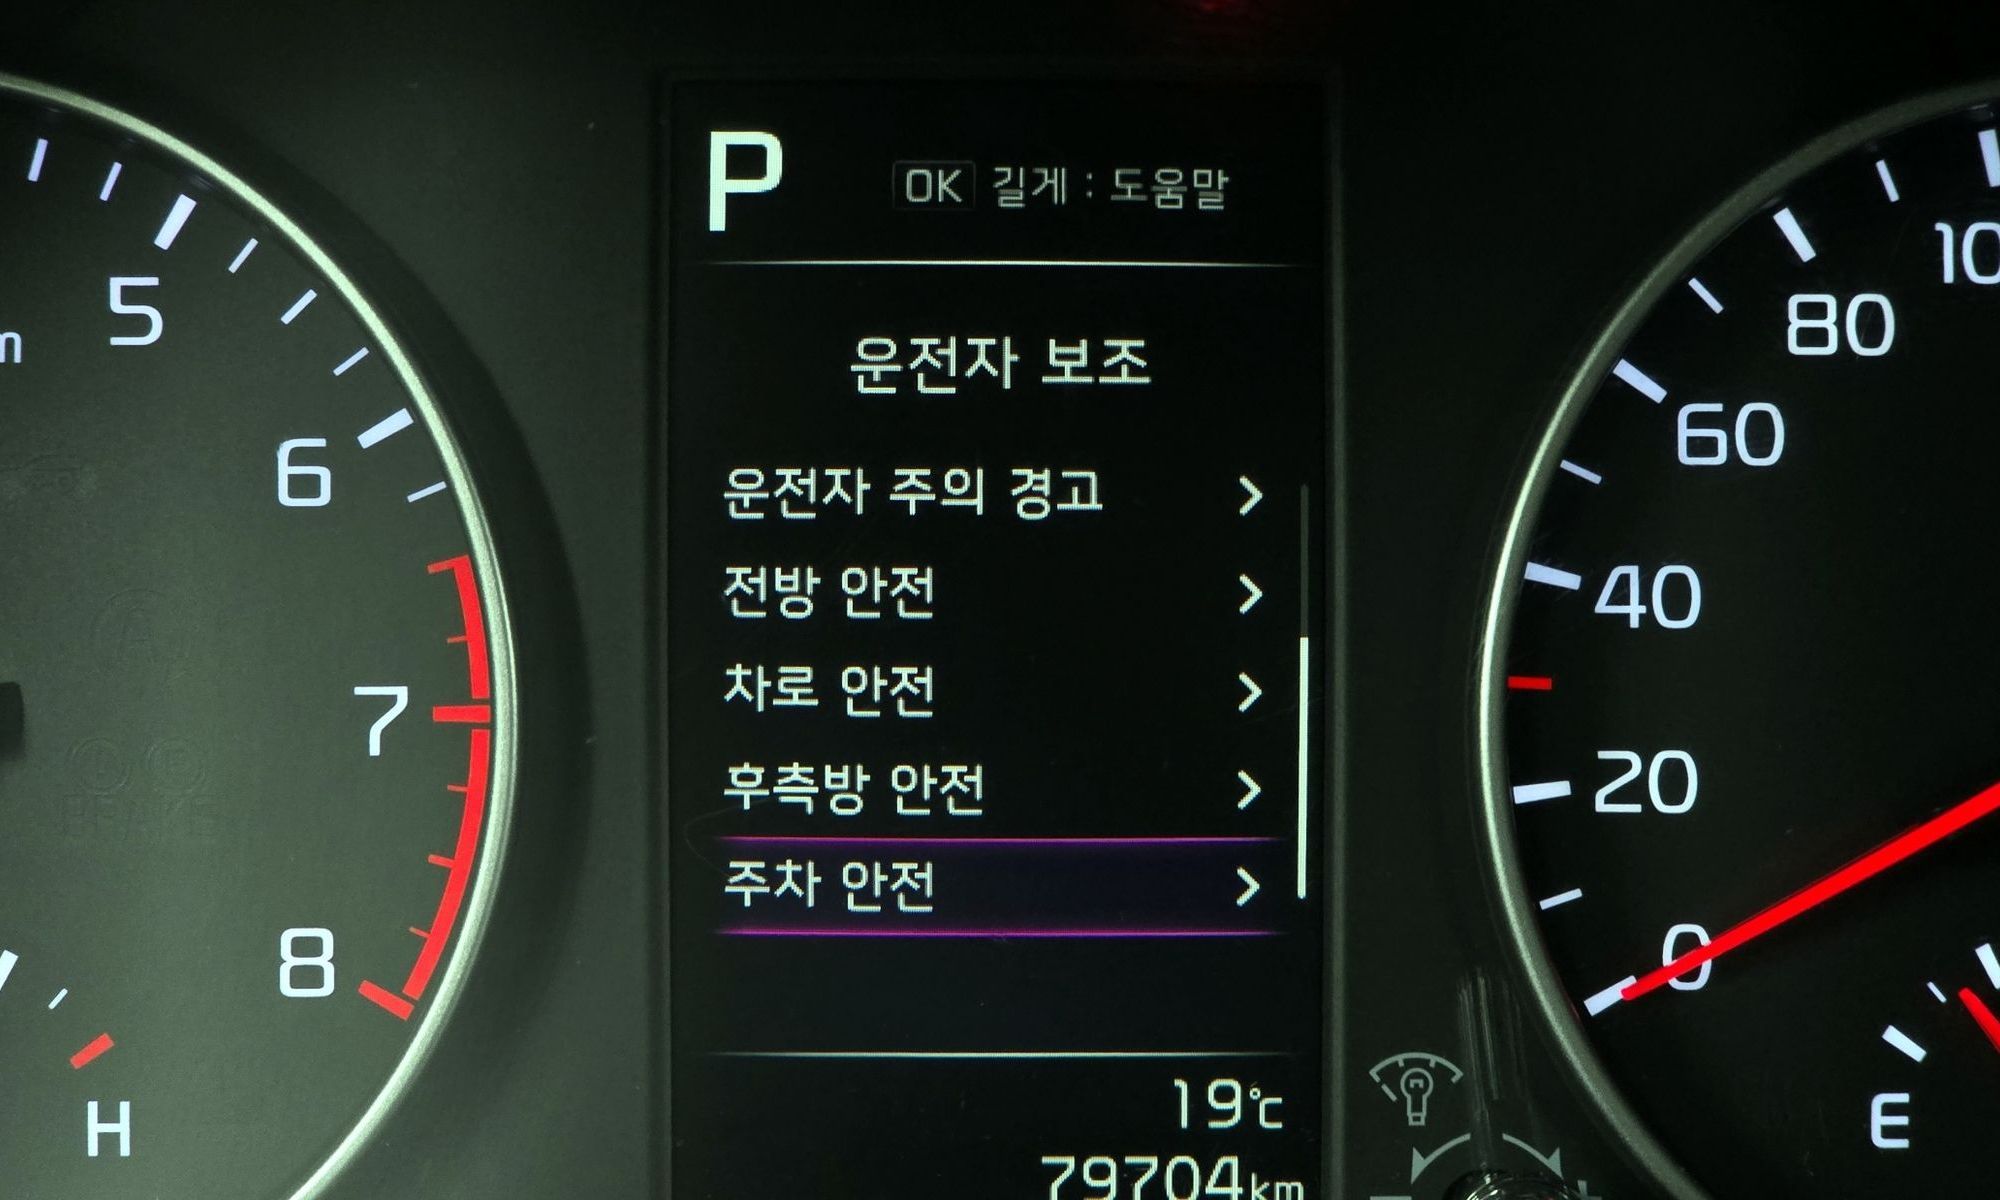 P
OK 길게 : 도움말
운전자 보조
운전자 주의 경고
전방 안전
차로 안전
후측방 안전
주차 안전
19℃
79704km
5
6
7
8
H
10
80
60
40
20
0
E